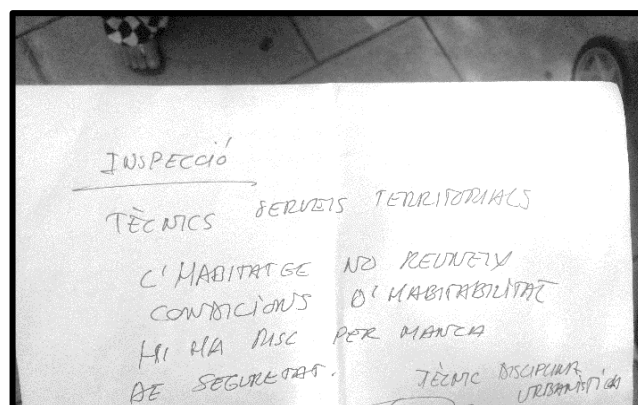 INSPECCIÓ
TÈCNICS SERVEIS TERRITORIALS
L'HABITATGE NO REUNEIX
CONDICIONS D'HABITABILITAT
HI HA RISC PER MANCA
DE SEGURETAT.
TÈCNIC DISCIPLINA
URBANÍSTICA